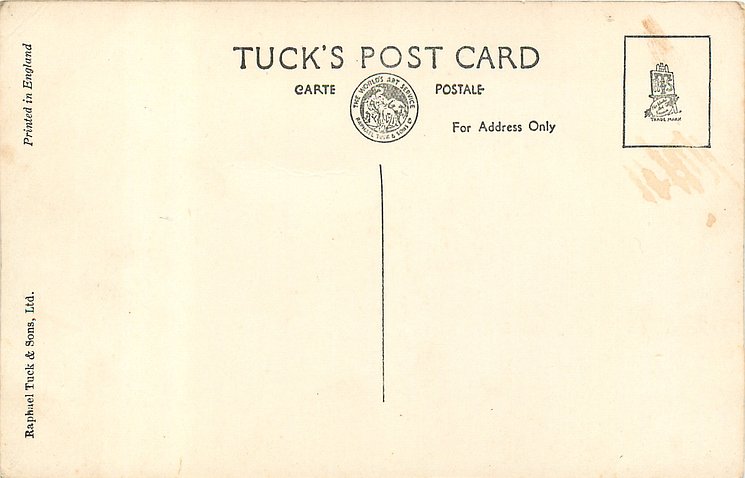 TUCK'S POST CARD
CARTE POSTALE
THE WORLD'S ART SERVICE
RAPHAEL TUCK & SONS LD
For Address Only
TRADE MARK
Printed in England
Raphael Tuck & Sons, Ltd.